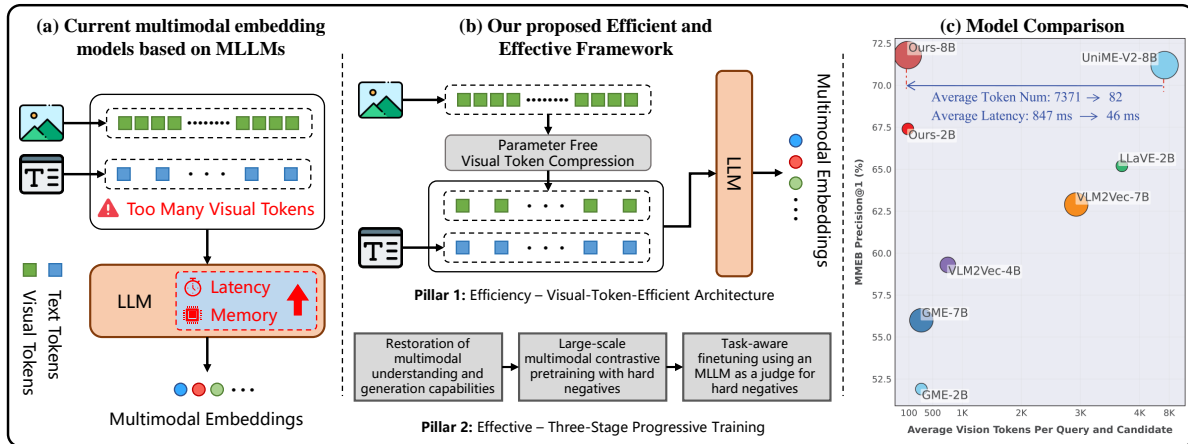 (a) Current multimodal embedding
models based on MLLMs
T
Too Many Visual Tokens
Visual Tokens
Text Tokens
LLM
Latency
Memory
Multimodal Embeddings
(b) Our proposed Efficient and
Effective Framework
Parameter Free
Visual Token Compression
T
LLM
Multimodal Embeddings
Pillar 1: Efficiency – Visual-Token-Efficient Architecture
Restoration of
multimodal
understanding and
generation capabilities
Large-scale
multimodal contrastive
pretraining with hard
negatives
Task-aware
finetuning using an
MLLM as a judge for
hard negatives
Pillar 2: Effective – Three-Stage Progressive Training
(c) Model Comparison
MMEB Precision@1 (%)
72.5
70.0
67.5
65.0
62.5
60.0
57.5
55.0
52.5
Ours-8B
UniME-V2-8B
Average Token Num: 7371 → 82
Average Latency: 847 ms → 46 ms
Ours-2B
LLaVE-2B
VLM2Vec-7B
VLM2Vec-4B
GME-7B
GME-2B
100 500 1K 2K 3K 4K 8K
Average Vision Tokens Per Query and Candidate